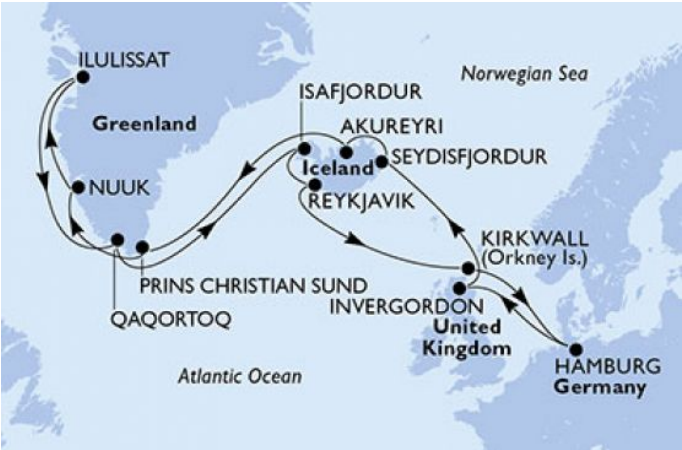 ILULISSAT
Norwegian Sea
ISAFJORDUR
Greenland
AKUREYRI
SEYDISFJORDUR
Iceland
NUUK
REYKJAVIK
KIRKWALL
(Orkney Is.)
PRINS CHRISTIAN SUND
INVERGORDON
QAQORTOQ
United
Kingdom
HAMBURG
Germany
Atlantic Ocean